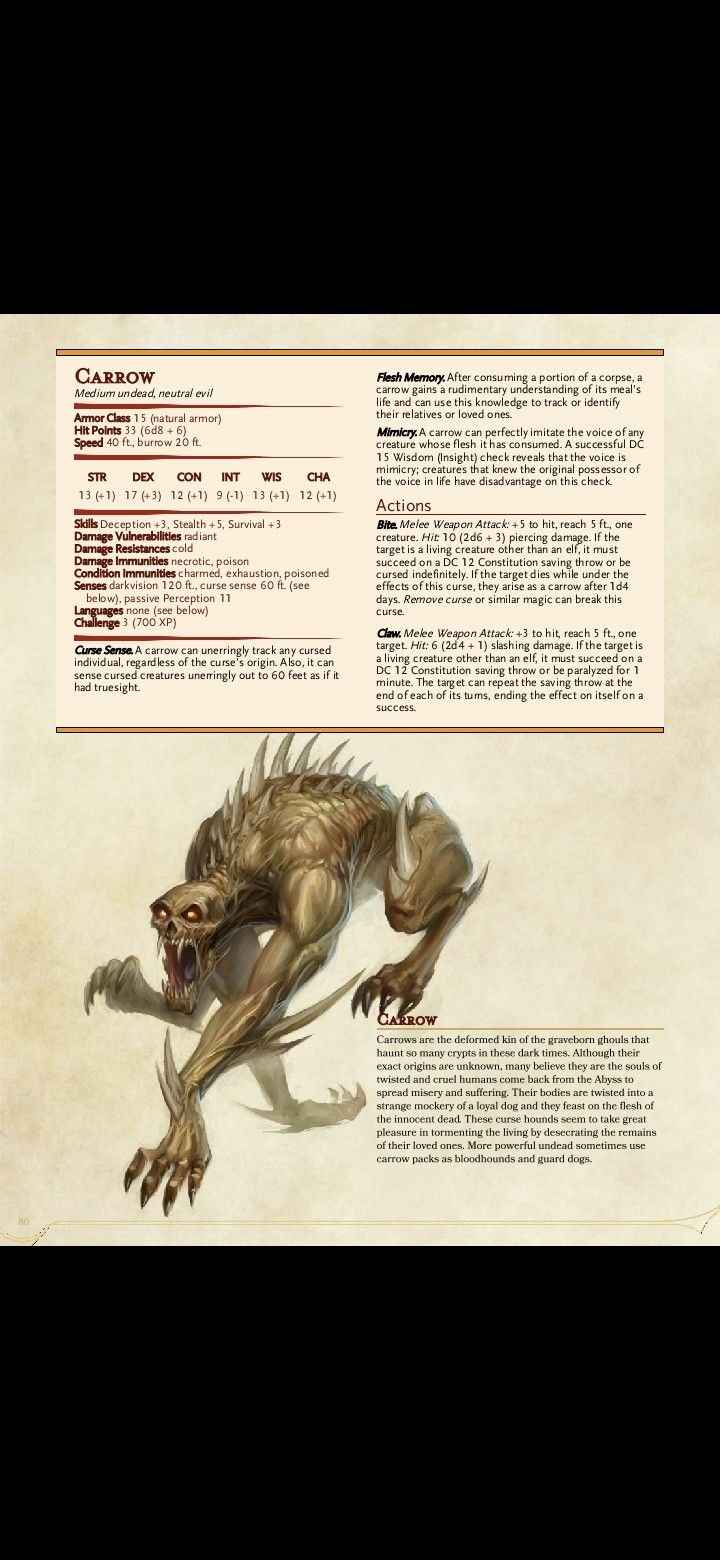 CARROW
Medium undead, neutral evil
Armor Class 15 (natural armor)
Hit Points 33 (6d8 + 6)
Speed 40 ft., burrow 20 ft.
STR DEX CON INT WIS CHA
13 (+1) 17 (+3) 12 (+1) 9 (-1) 13 (+1) 12 (+1)
Skills Deception +3, Stealth +5, Survival +3
Damage Vulnerabilities radiant
Damage Resistances cold
Damage Immunities necrotic, poison
Condition Immunities charmed, exhaustion, poisoned
Senses darkvision 120 ft., curse sense 60 ft. (see
below), passive Perception 11
Languages none (see below)
Challenge 3 (700 XP)
Curse Sense. A carrow can unerringly track any cursed
individual, regardless of the curse's origin. Also, it can
sense cursed creatures unerringly out to 60 feet as if it
had truesight.
Flesh Memory. After consuming a portion of a corpse, a
carrow gains a rudimentary understanding of its meal's
life and can use this knowledge to track or identify
their relatives or loved ones.
Mimicry. A carrow can perfectly imitate the voice of any
creature whose flesh it has consumed. A successful DC
15 Wisdom (Insight) check reveals that the voice is
mimicry; creatures that knew the original possessor of
the voice in life have disadvantage on this check.
Actions
Bite. Melee Weapon Attack: +5 to hit, reach 5 ft., one
creature. Hit: 10 (2d6 + 3) piercing damage. If the
target is a living creature other than an elf, it must
succeed on a DC 12 Constitution saving throw or be
cursed indefinitely. If the target dies while under the
effects of this curse, they arise as a carrow after 1d4
days. Remove curse or similar magic can break this
curse.
Claw. Melee Weapon Attack: +3 to hit, reach 5 ft., one
target. Hit: 6 (2d4 + 1) slashing damage. If the target is
a living creature other than an elf, it must succeed on a
DC 12 Constitution saving throw or be paralyzed for 1
minute. The target can repeat the saving throw at the
end of each of its turns, ending the effect on itself on a
success.
CARROW
Carrows are the deformed kin of the graveborn ghouls that
haunt so many crypts in these dark times. Although their
exact origins are unknown, many believe they are the souls of
twisted and cruel humans come back from the Abyss to
spread misery and suffering. Their bodies are twisted into a
strange mockery of a loyal dog and they feast on the flesh of
the innocent dead. These curse hounds seem to take great
pleasure in tormenting the living by desecrating the remains
of their loved ones. More powerful undead sometimes use
carrow packs as bloodhounds and guard dogs.
80